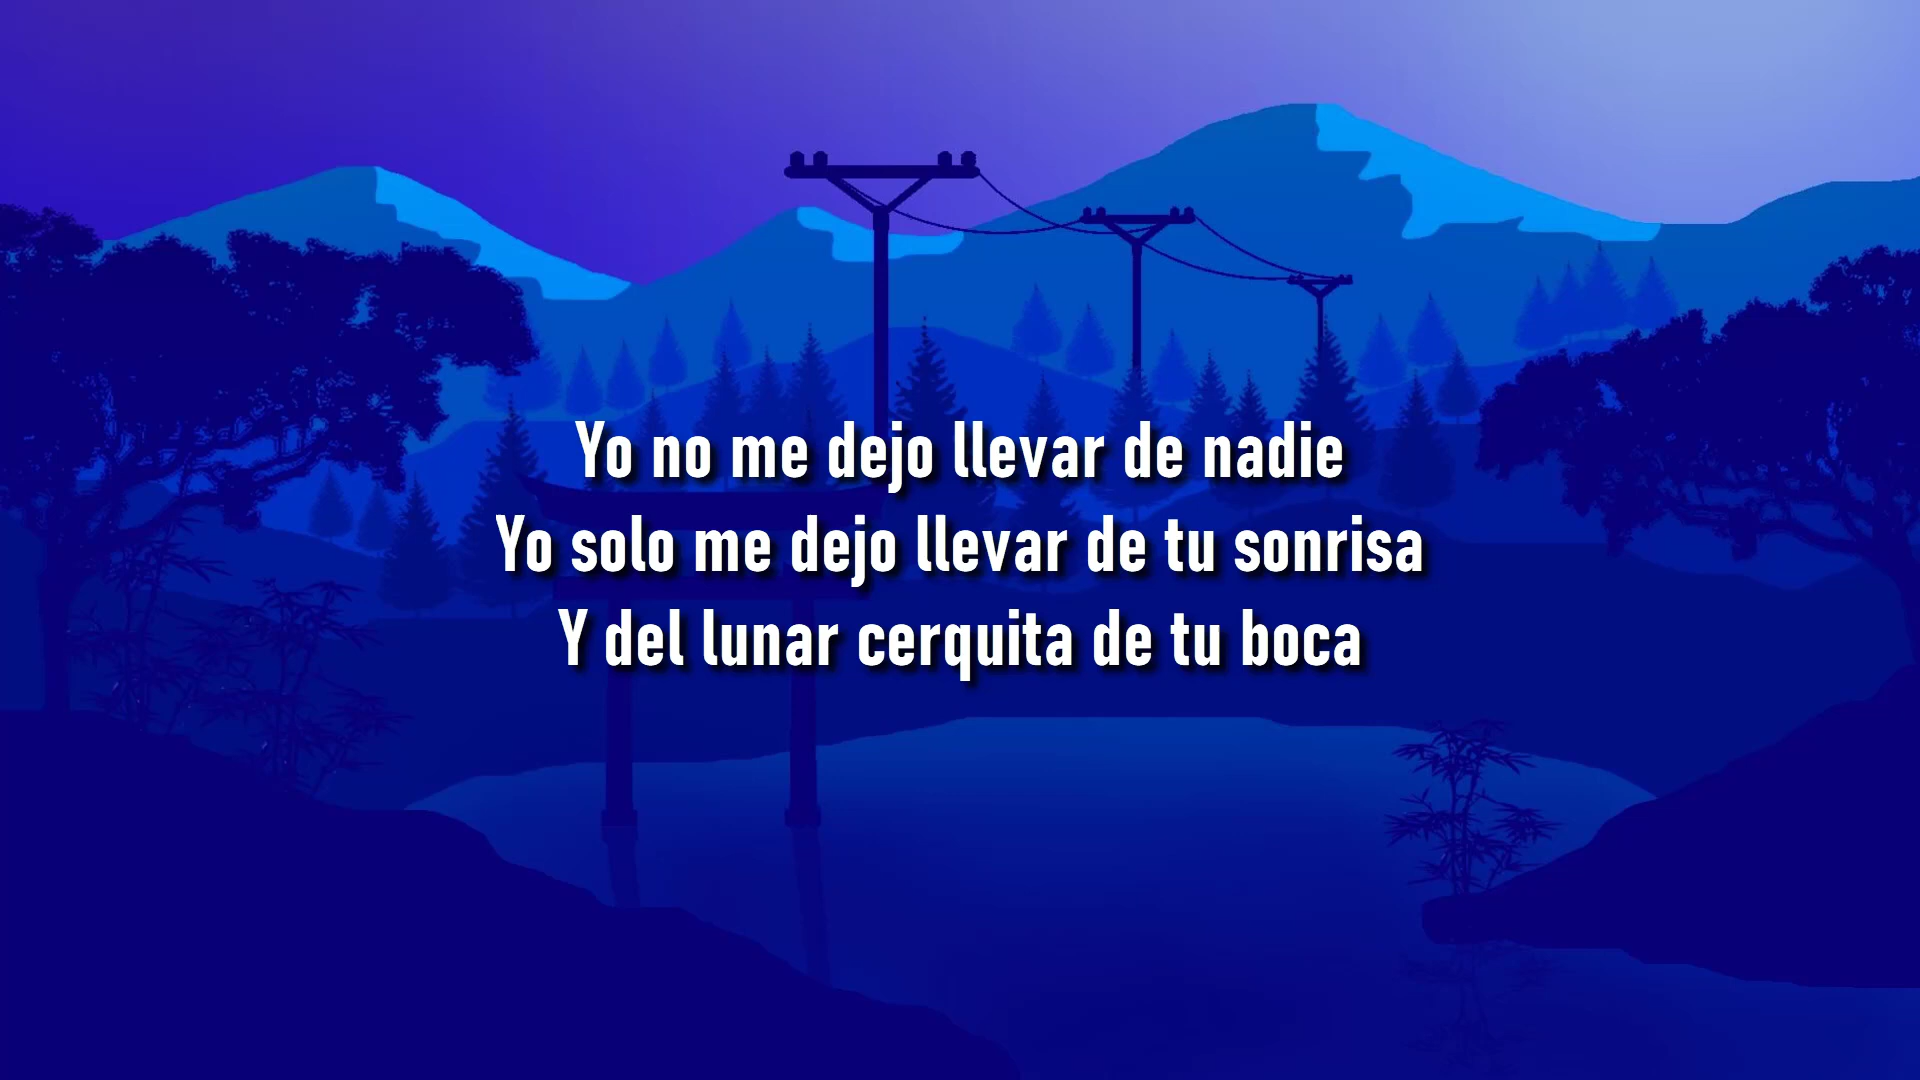 Yo no me dejo llevar de nadie
Yo solo me dejo llevar de tu sonrisa
Y del lunar cerquita de tu boca